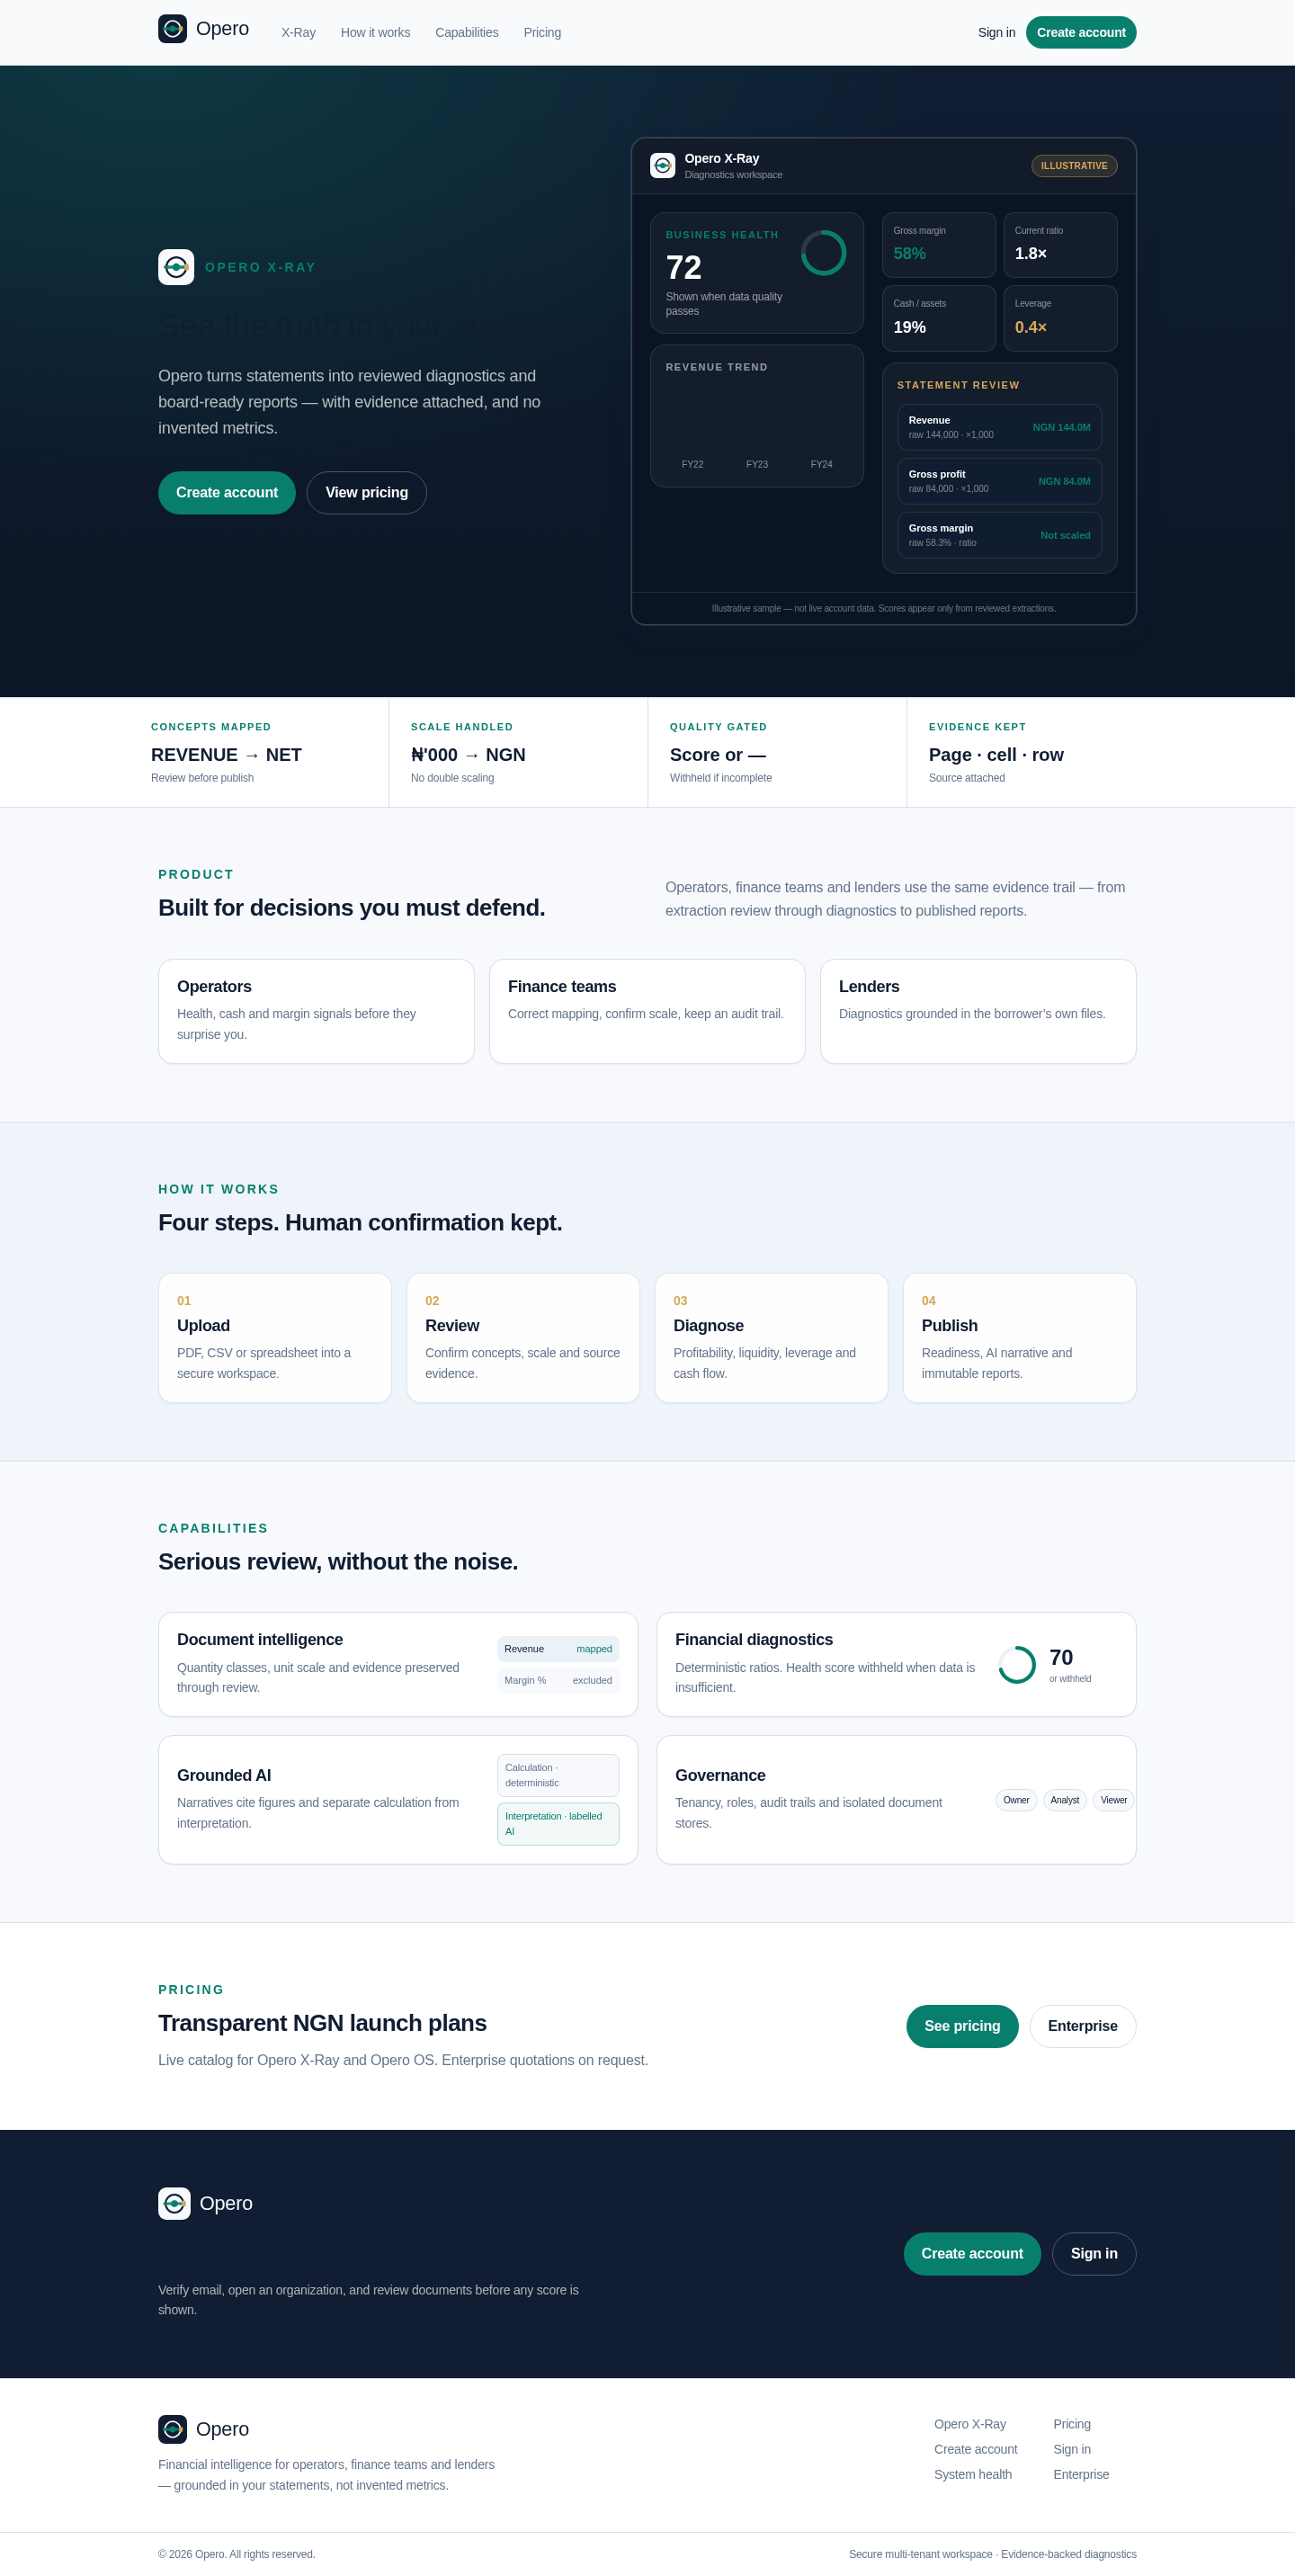 Opero
X-Ray
How it works
Capabilities
Pricing
Sign in
Create account
OPERO X-RAY
See the truth in your numbers.
Opero turns statements into reviewed diagnostics and
board-ready reports — with evidence attached, and no
invented metrics.
Create account
View pricing
Opero X-Ray
Diagnostics workspace
ILLUSTRATIVE
BUSINESS HEALTH
72
Shown when data quality
passes
REVENUE TREND
FY22
FY23
FY24
Gross margin
58%
Current ratio
1.8×
Cash / assets
19%
Leverage
0.4×
STATEMENT REVIEW
Revenue
raw 144,000 · ×1,000
NGN 144.0M
Gross profit
raw 84,000 · ×1,000
NGN 84.0M
Gross margin
raw 58.3% · ratio
Not scaled
Illustrative sample — not live account data. Scores appear only from reviewed extractions.
CONCEPTS MAPPED
REVENUE → NET
Review before publish
SCALE HANDLED
₦'000 → NGN
No double scaling
QUALITY GATED
Score or —
Withheld if incomplete
EVIDENCE KEPT
Page · cell · row
Source attached
PRODUCT
Built for decisions you must defend.
Operators, finance teams and lenders use the same evidence trail — from
extraction review through diagnostics to published reports.
Operators
Health, cash and margin signals before they
surprise you.
Finance teams
Correct mapping, confirm scale, keep an audit trail.
Lenders
Diagnostics grounded in the borrower’s own files.
HOW IT WORKS
Four steps. Human confirmation kept.
01
Upload
PDF, CSV or spreadsheet into a
secure workspace.
02
Review
Confirm concepts, scale and source
evidence.
03
Diagnose
Profitability, liquidity, leverage and
cash flow.
04
Publish
Readiness, AI narrative and
immutable reports.
CAPABILITIES
Serious review, without the noise.
Document intelligence
Quantity classes, unit scale and evidence preserved
through review.
Revenue mapped
Margin % excluded
Financial diagnostics
Deterministic ratios. Health score withheld when data is
insufficient.
70
or withheld
Grounded AI
Narratives cite figures and separate calculation from
interpretation.
Calculation ·
deterministic
Interpretation · labelled
AI
Governance
Tenancy, roles, audit trails and isolated document
stores.
Owner
Analyst
Viewer
PRICING
Transparent NGN launch plans
Live catalog for Opero X-Ray and Opero OS. Enterprise quotations on request.
See pricing
Enterprise
Opero
Verify email, open an organization, and review documents before any score is
shown.
Create account
Sign in
Opero
Financial intelligence for operators, finance teams and lenders
— grounded in your statements, not invented metrics.
Opero X-Ray
Create account
System health
Pricing
Sign in
Enterprise
© 2026 Opero. All rights reserved.
Secure multi-tenant workspace · Evidence-backed diagnostics